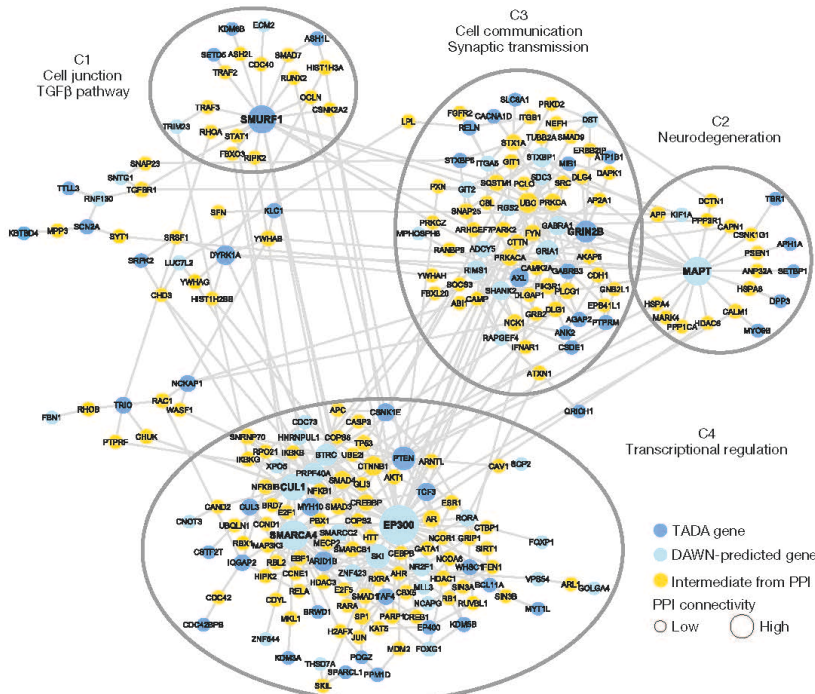 C1
Cell junction
TGFβ pathway
C3
Cell communication
Synaptic transmission
C2
Neurodegeneration
C4
Transcriptional regulation
TADA gene
DAWN-predicted gene
Intermediate from PPI
PPI connectivity
Low
High
KDM6B
ECM2
ASH1L
SETD5
ASH2L
SMAD7
CDC40
HIST1H3A
TRAF2
RUNX2
OCLN
TRAF3
SMURF1
CSNK2A2
TRIM23
RHOA
STAT1
FBXO3
RIPK2
SNAP23
SNTG1
TTLL3
RNF130
TGFBR1
SCN2A
KBTBD4
MPP3
SYT1
SRSF1
SFN
KLC1
YWHAB
DYRK1A
SRPK2
LUC7L2
YWHAG
CHD3
HIST1H2BB
LPL
SLC6A1
FGFR2
CACNA1D
PRKD2
RELN
ITGB1
NEFH
DST
STX1A
TUBB2A
SMAD9
ERBB2IP
STXBP5
ITGA5
GIT1
STXBP1
MIB1
ATP1B1
PXN
GIT2
SQSTM1
SDC3
PCLO
SRC
DLG4
DAPK1
CBL
UBC
PRKCA
AP2A1
SNAP25
RGS2
PRKCZ
ARHGEF7
PARK2
FYN
GABRA1
GRIN2B
MPHOSPH8
CTTN
RANBP9
ADCY5
GRIA1
AKAP5
PRKACA
YWHAH
RIMS1
CAMK2A
GABRB3
CDH1
SOCS3
AXL
PIK3R1
FBXL20
SHANK2
PLCG1
GNB2L1
ABI1
CAMP
DLGAP1
EPB41L1
GRB2
DLG1
NCK1
AGAP2
PTPRM
RAPGEF4
ANK2
IFNAR1
CSDE1
ATXN1
QRICH1
DCTN1
TBR1
APP
KIF1A
PPP2R1
CAPN1
CSNK1G1
PSEN1
APH1A
MAPT
ANP32A
SETBP1
HSPA8
HSPA4
DPP3
MARK4
CALM1
PPP1CA
HDAC6
MYO9B
NCKAP1
TRIO
RAC1
FBN1
RHOB
WASF1
PTPRF
CHUK
APC
CSNK1E
CDC73
CASP3
SNRNP70
HNRNPUL1
COPS8
TP53
RPO21
IKBKB
BTRC
UBE2I
PTEN
ARNTL
IKBKG
XPO5
PRPF40A
CTNNB1
CAV1
SCP2
CUL1
SMAD4
GLI3
AKT1
NFKBIB
NFKB1
TCF3
CAND2
CUL3
BRD7
MYH10
SMAD3
CREBBP
ESR1
E2F1
CNOT3
UBQLN1
CCND1
PBX1
COPS2
EP300
AR
RORA
CTBP1
SMARCA4
SMARCC2
HTT
NCOR1
GRIP1
FOXP1
CSTF2T
RBX1
MAP3K3
MECP2
SMARCB1
CEBPB
GATA1
SIRT1
IQGAP2
RBL2
EBF1
ARID1B
SKI
NR2F1
NCOA6
WHSC1
FEN1
HIPK2
CCNE1
ZNF423
RXRA
AHR
HDAC1
BCL11A
VPS54
ARL1
CDC42
HDAC3
MLL3
SIN3A
GOLGA4
CDYL
RELA
E2F5
SMAD1
TAF4
CBX5
RB1
SIN3B
CDC42BPB
MKL1
BRWD1
RARA
SP1
PARP1
CREB1
NCAPG
RUVBL1
MYT1L
ZNF644
H2AFX
KAT5
EP400
KDM5B
JUN
KDM3A
POGZ
MDM2
FOXG1
THSD7A
SPARCL1
PPM1D
SKIL